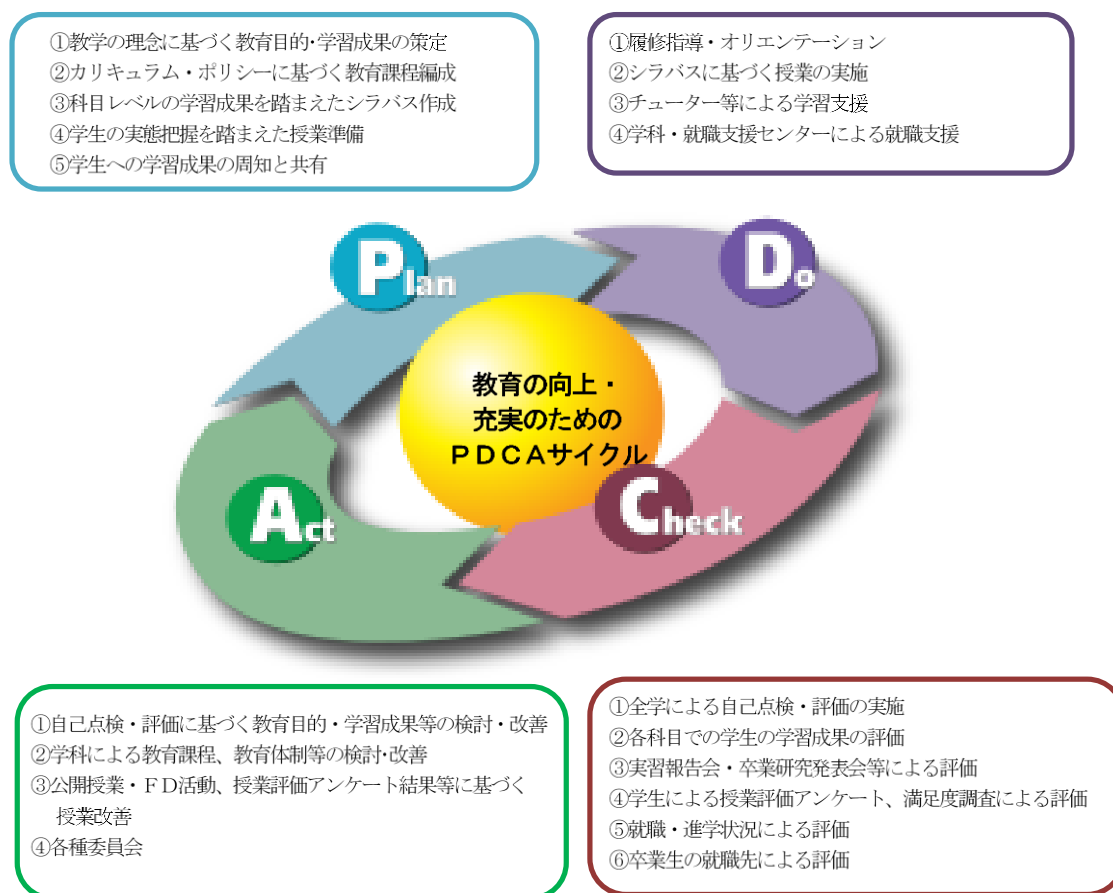 ①教学の理念に基づく教育目的･学習成果の策定
②カリキュラム・ポリシーに基づく教育課程編成
③科目レベルの学習成果を踏まえたシラバス作成
④学生の実態把握を踏まえた授業準備
⑤学生への学習成果の周知と共有
①履修指導・オリエンテーション
②シラバスに基づく授業の実施
③チューター等による学習支援
④学科・就職支援センターによる就職支援
Plan
Do
教育の向上・
充実のための
ＰＤＣＡサイクル
Act
Check
①自己点検・評価に基づく教育目的・学習成果等の検討・改善
②学科による教育課程、教育体制等の検討･改善
③公開授業・ＦＤ活動、授業評価アンケート結果等に基づく
授業改善
④各種委員会
①全学による自己点検・評価の実施
②各科目での学生の学習成果の評価
③実習報告会・卒業研究発表会等による評価
④学生による授業評価アンケート、満足度調査による評価
⑤就職・進学状況による評価
⑥卒業生の就職先による評価